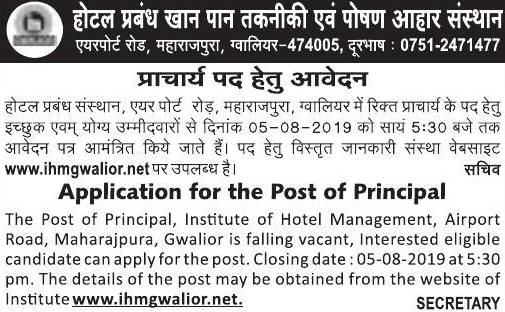 होटल प्रबंध खान पान तकनीकी एवं पोषण आहार संस्थान
एयरपोर्ट रोड, महाराजपुरा, ग्वालियर-474005, दूरभाष : 0751-2471477
प्राचार्य पद हेतु आवेदन
होटल प्रबंध संस्थान, एयर पोर्ट रोड़, महाराजपुरा, ग्वालियर में रिक्त प्राचार्य के पद हेतु
इच्छुक एवम् योग्य उम्मीदवारों से दिनांक 05-08-2019 को सायं 5:30 बजे तक
आवेदन पत्र आमंत्रित किये जाते हैं। पद हेतु विस्तृत जानकारी संस्था वेबसाइट
www.ihmgwalior.net पर उपलब्ध है। सचिव
Application for the Post of Principal
The Post of Principal, Institute of Hotel Management, Airport
Road, Maharajpura, Gwalior is falling vacant, Interested eligible
candidate can apply for the post. Closing date : 05-08-2019 at 5:30
pm. The details of the post may be obtained from the website of
Institute www.ihmgwalior.net. SECRETARY